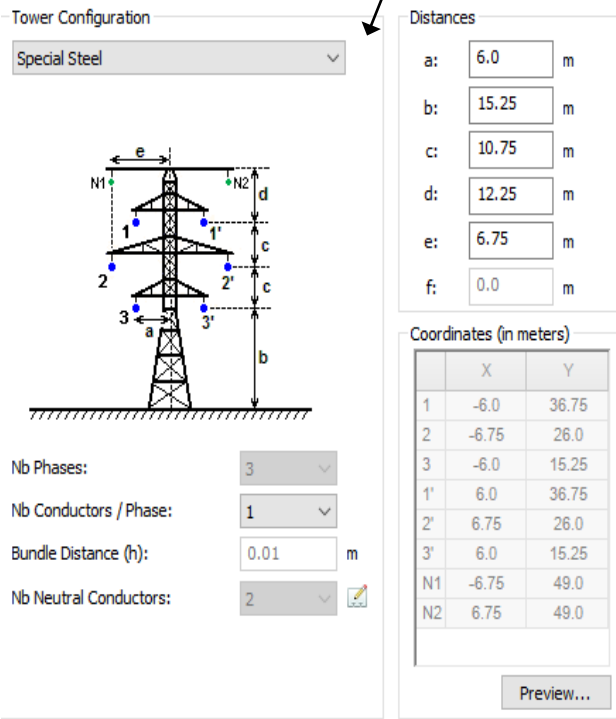 Tower Configuration
Special Steel
e
N1
N2
d
1
1'
c
2
2'
c
3
3'
a
b
Nb Phases:
3
Nb Conductors / Phase:
1
Bundle Distance (h):
0.01
m
Nb Neutral Conductors:
2
Distances
a: 6.0 m
b: 15.25 m
c: 10.75 m
d: 12.25 m
e: 6.75 m
f: 0.0 m
Coordinates (in meters)
X Y
1 -6.0 36.75
2 -6.75 26.0
3 -6.0 15.25
1' 6.0 36.75
2' 6.75 26.0
3' 6.0 15.25
N1 -6.75 49.0
N2 6.75 49.0
Preview...